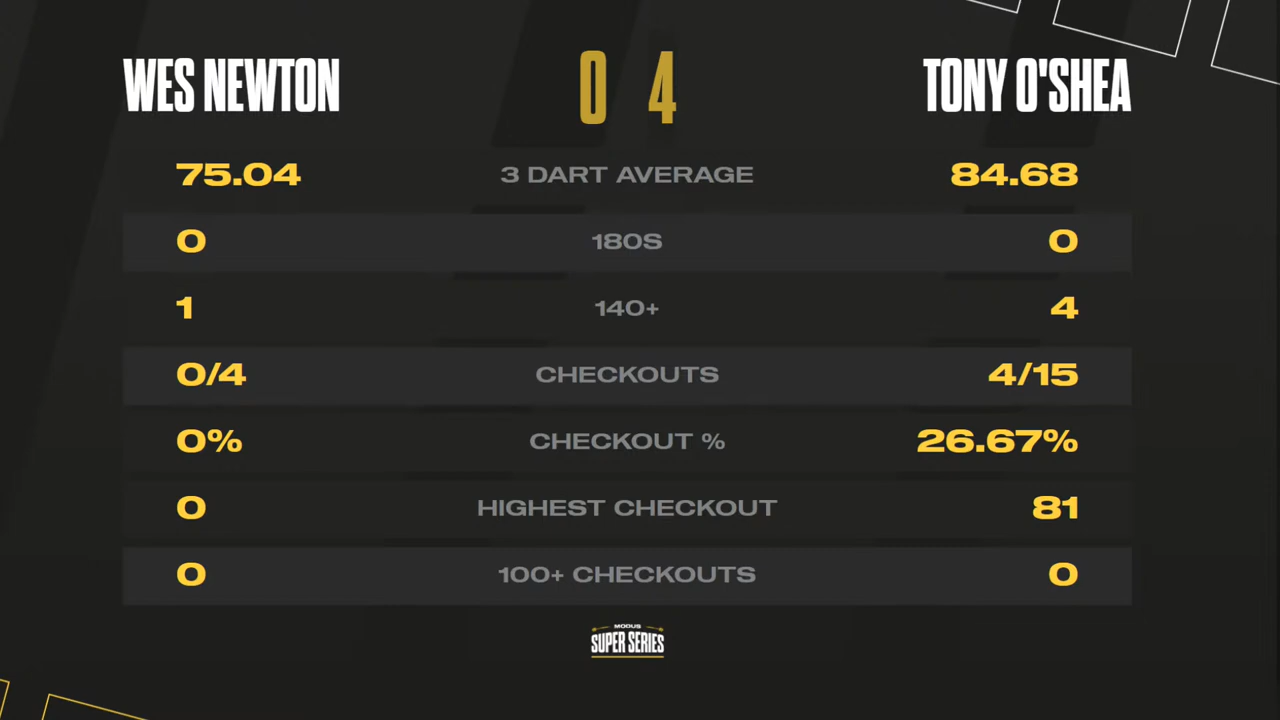 WES NEWTON 0 4 TONY O'SHEA
75.04 3 DART AVERAGE 84.68
0 180S 0
1 140+ 4
0/4 CHECKOUTS 4/15
0% CHECKOUT % 26.67%
0 HIGHEST CHECKOUT 81
0 100+ CHECKOUTS 0
MODUS
SUPER SERIES